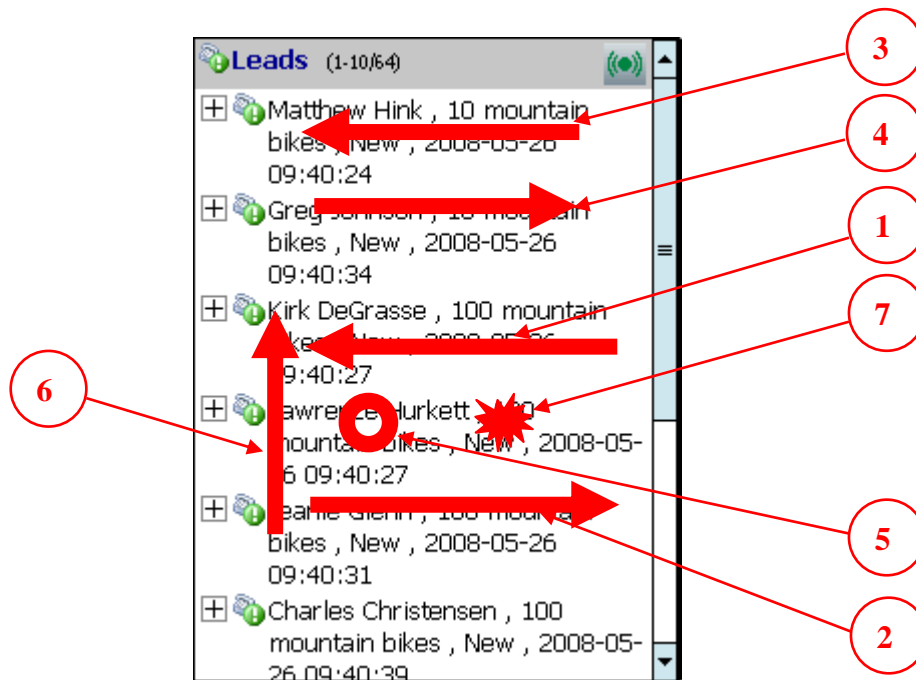 Leads (1-10/64)
3
Matthew Hink , 10 mountain
bikes , New , 2008-05-26
09:40:24
4
Greg Johnson , 10 mountain
bikes , New , 2008-05-26
09:40:34
1
Kirk DeGrasse , 100 mountain
bikes , New , 2008-05-26
09:40:27
7
6
Lawrence Hurkett , 100
mountain bikes , New , 2008-05-
26 09:40:27
Glenn , 100 mountain
bikes , New , 2008-05-26
09:40:31
5
Charles Christensen , 100
mountain bikes , New , 2008-05-
26 09:40:39
2